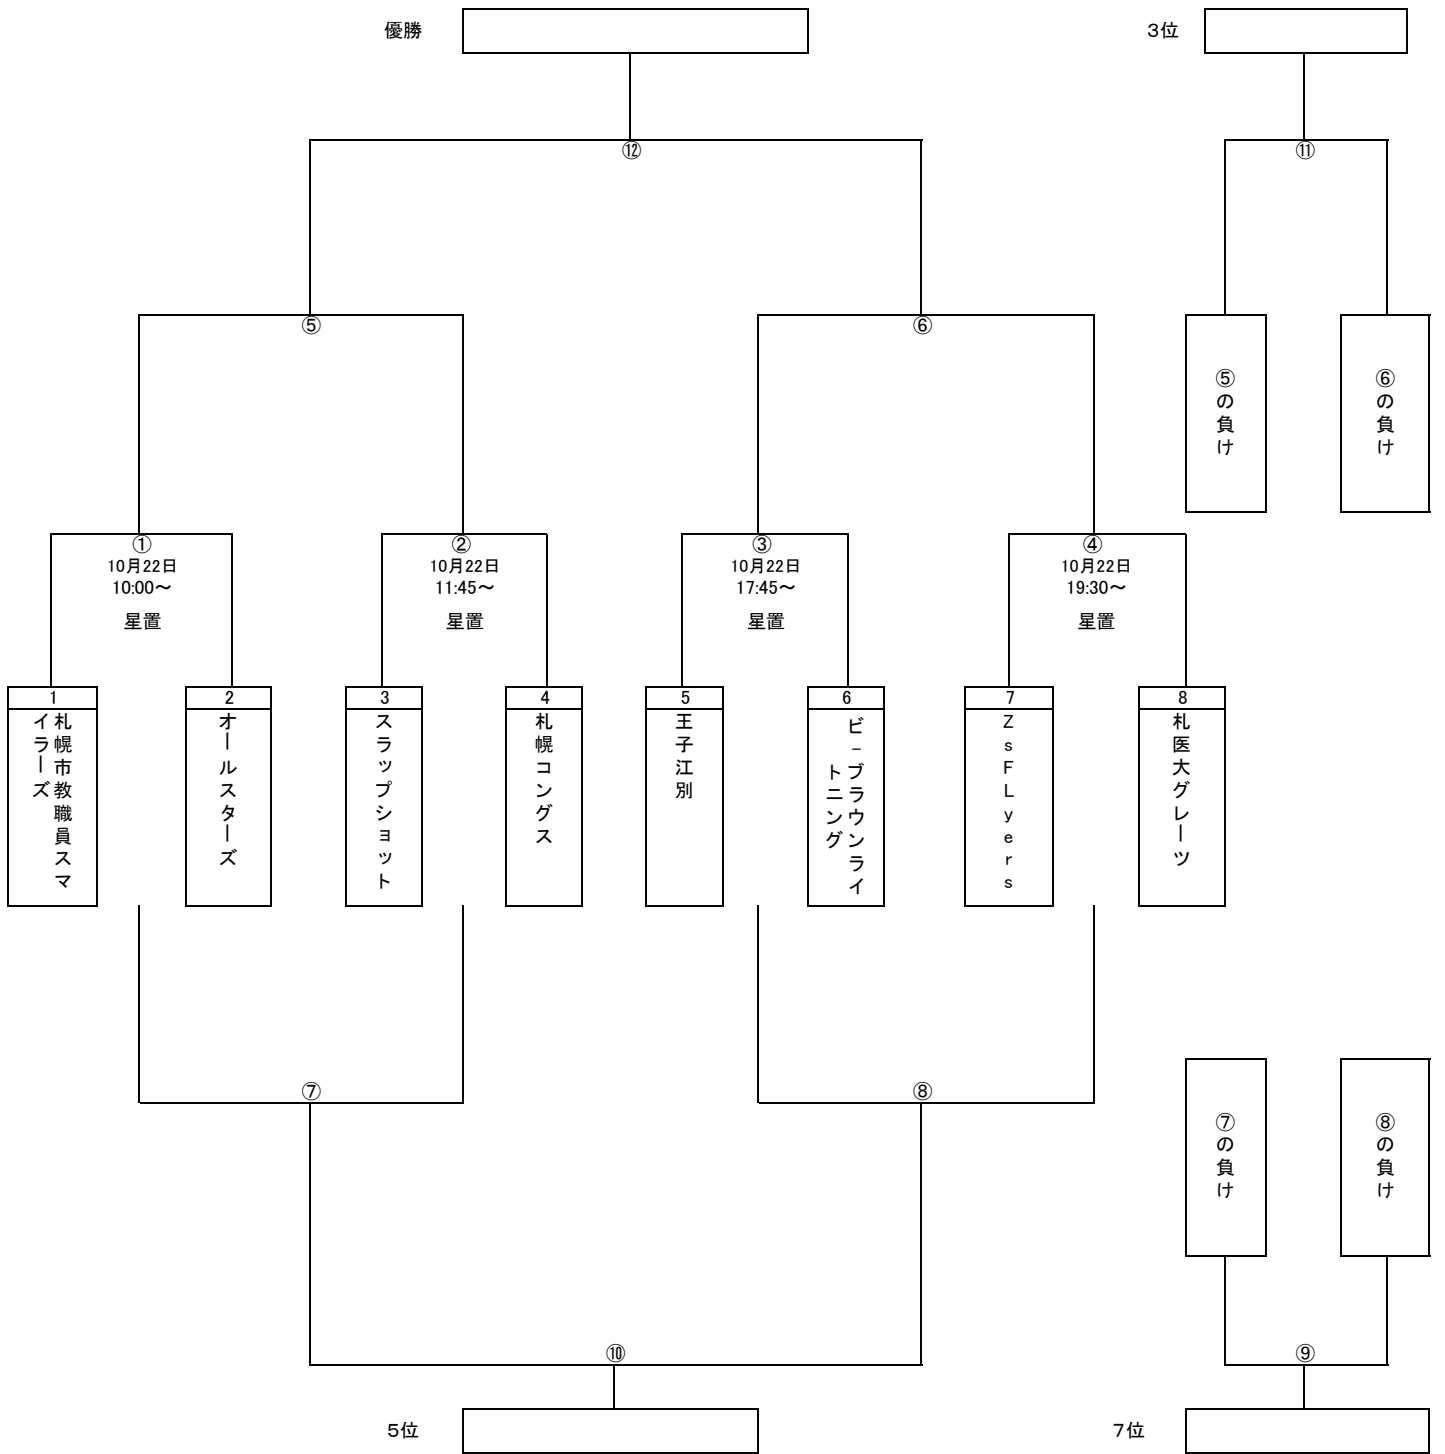 優勝
３位
⑫
⑪
⑤
⑥
⑤の負け
⑥の負け
①
10月22日
10:00～
星置
②
10月22日
11:45～
星置
③
10月22日
17:45～
星置
④
10月22日
19:30～
星置
1
札幌市教職員スマ
イラーズ
2
オールスターズ
3
スラップショット
4
札幌コングス
5
王子江別
6
ビ－ブラウンライ
トニング
7
ZsFLyers
8
札医大グレーツ
⑦
⑧
⑦の負け
⑧の負け
⑩
⑨
５位
７位